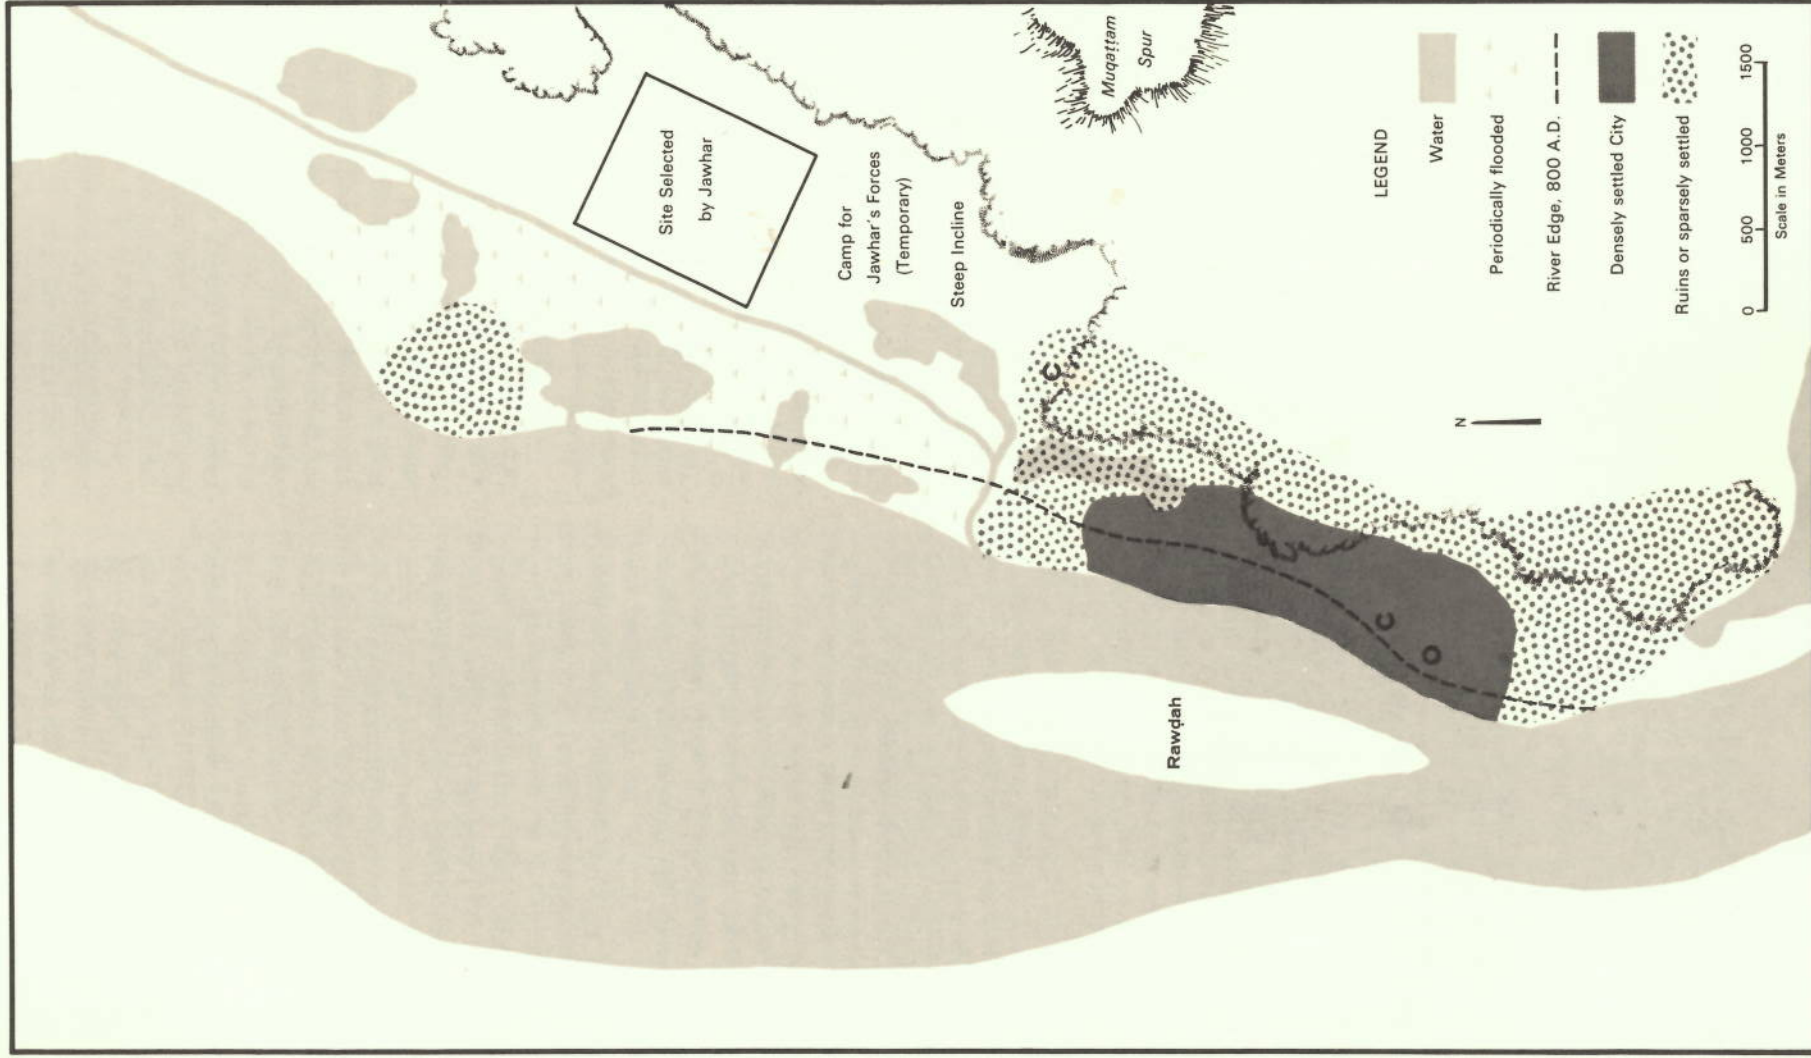 Muqaṭṭam
Spur
Site Selected
by Jawhar
Camp for
Jawhar's Forces
(Temporary)
Steep Incline
C
N
C
O
Rawḍah
LEGEND
Water
Periodically flooded
River Edge, 800 A.D.
Densely settled City
Ruins or sparsely settled
0 500 1000 1500
Scale in Meters